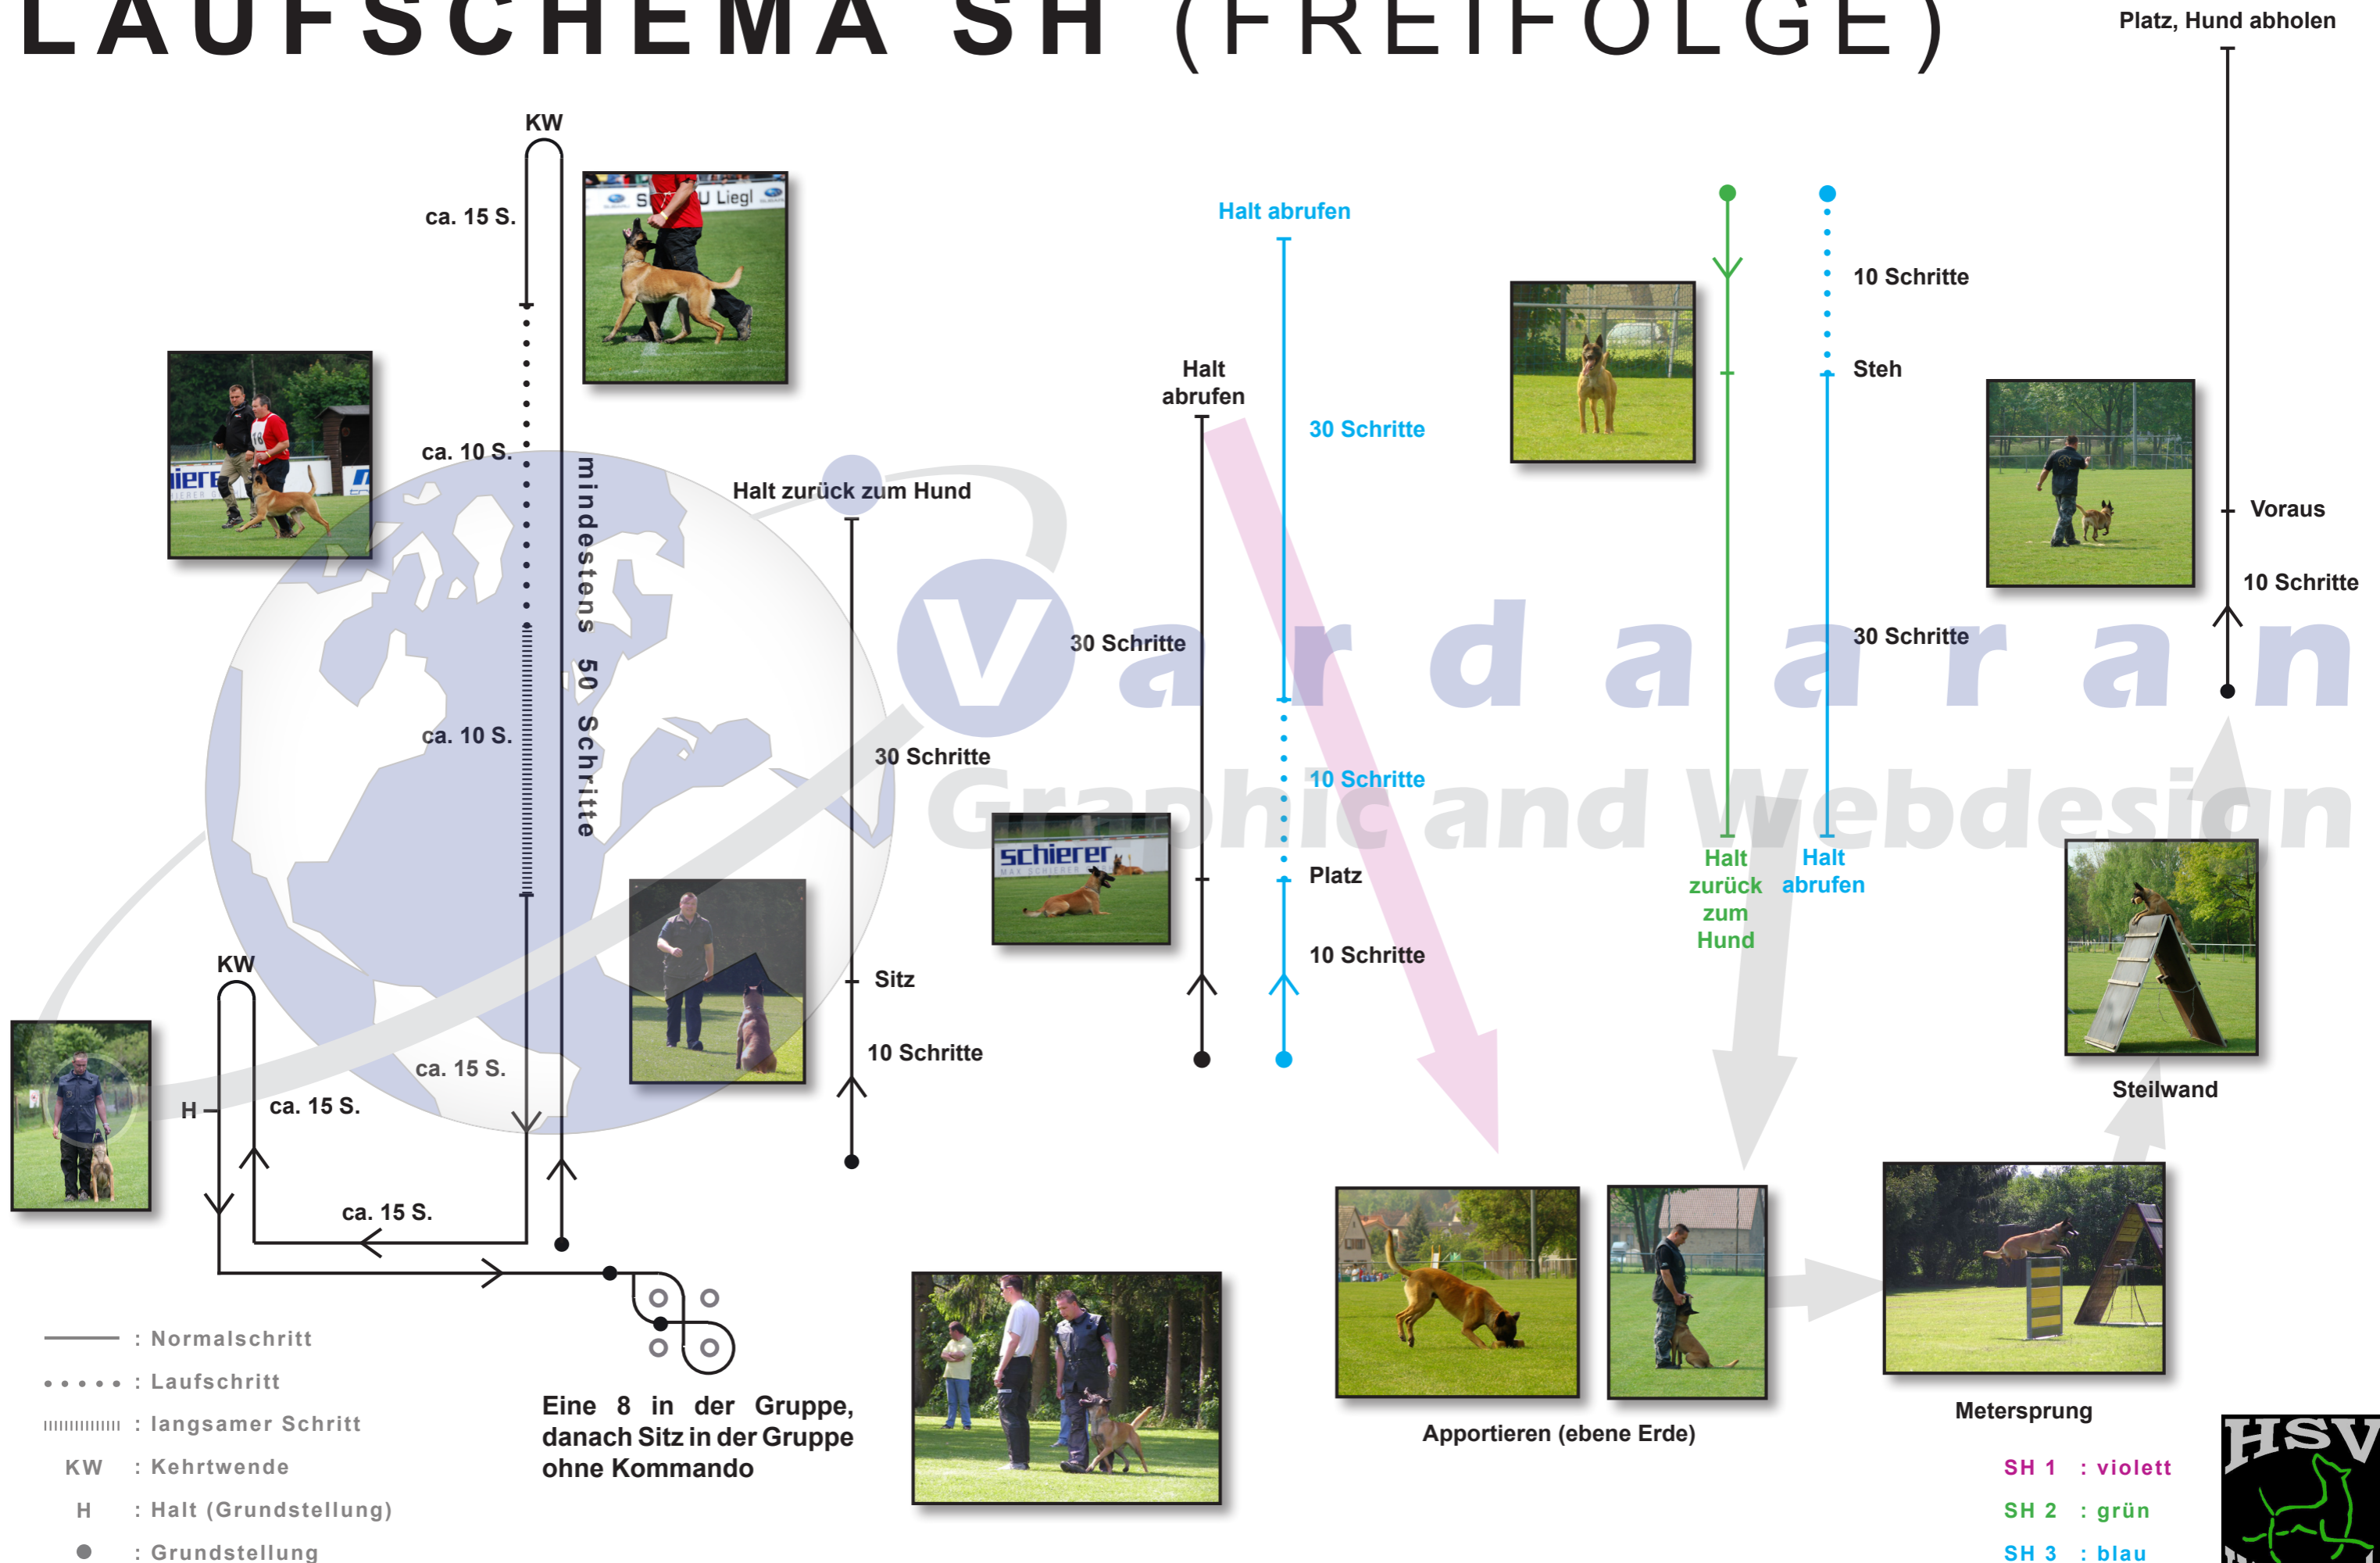 LAUFSCHEMA SH (FREIFOLGE)
Platz, Hund abholen
KW
ca. 15 S.
ca. 10 S.
ca. 10 S.
mindestens 50 Schritte
ca. 15 S.
KW
H
ca. 15 S.
ca. 15 S.
Halt zurück zum Hund
30 Schritte
Sitz
10 Schritte
Halt
abrufen
30 Schritte
Halt abrufen
30 Schritte
10 Schritte
Platz
10 Schritte
10 Schritte
Steh
30 Schritte
Halt
zurück
zum
Hund
Halt
abrufen
Voraus
10 Schritte
Vardaaran
Graphic and Webdesign
U Liegl
schierer
MAX SCHIERER
Steilwand
Metersprung
Apportieren (ebene Erde)
Eine 8 in der Gruppe,
danach Sitz in der Gruppe
ohne Kommando
: Normalschritt
: Laufschritt
: langsamer Schritt
KW : Kehrtwende
H : Halt (Grundstellung)
: Grundstellung
SH 1 : violett
SH 2 : grün
SH 3 : blau
HSV